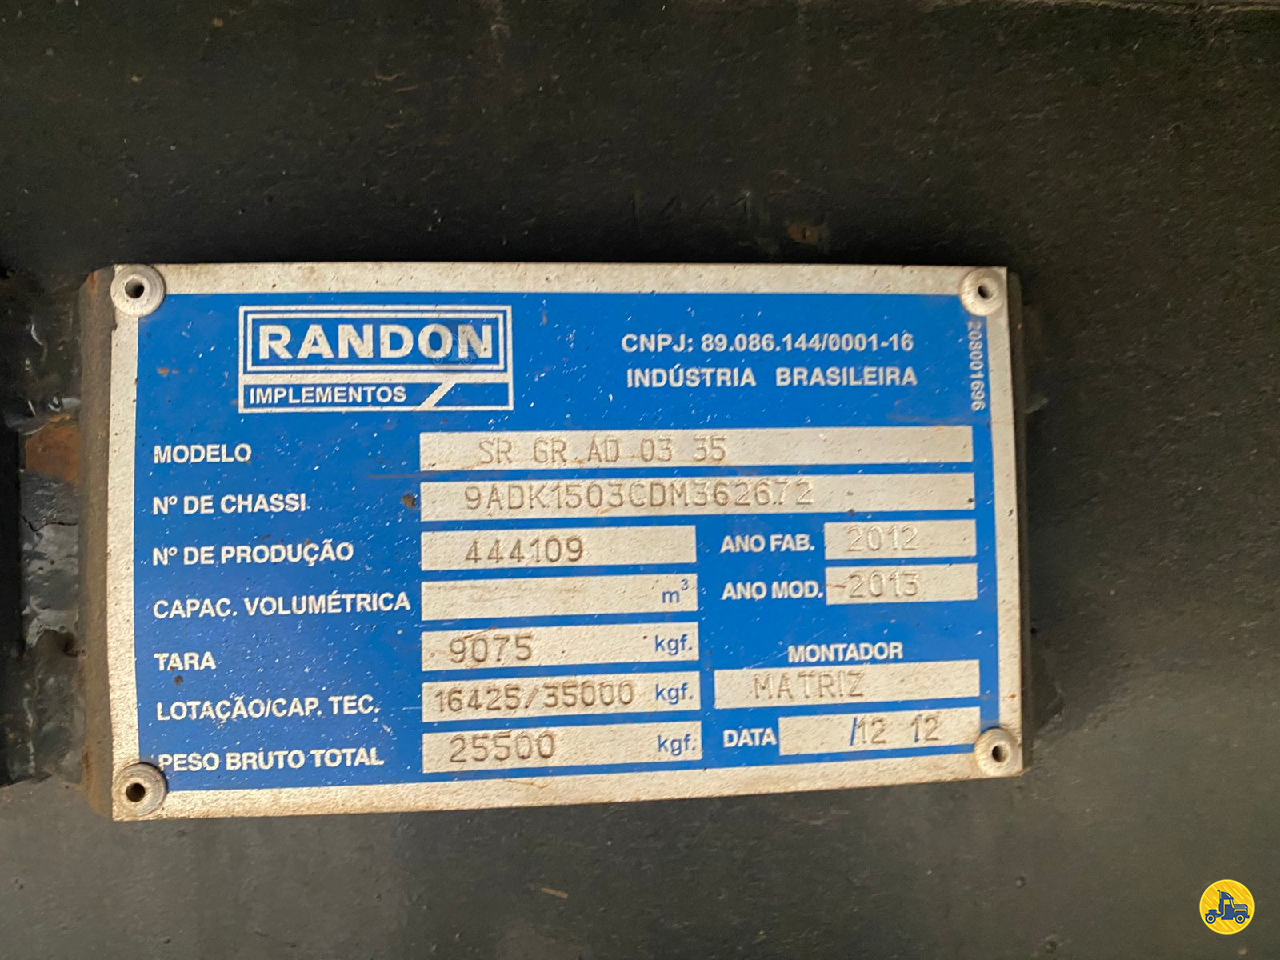 RANDON
IMPLEMENTOS
CNPJ: 89.086.144/0001-16
INDÚSTRIA BRASILEIRA
208001696
MODELO SR GR AD 03 35
Nº DE CHASSI 9ADK1503CDM362672
Nº DE PRODUÇÃO 444109 ANO FAB. 2012
CAPAC. VOLUMÉTRICA m³ ANO MOD. 2013
TARA 9075 kgf. MONTADOR
LOTAÇÃO/CAP. TEC. 16425/35000 kgf. MATRIZ
PESO BRUTO TOTAL 25500 kgf. DATA /12 12